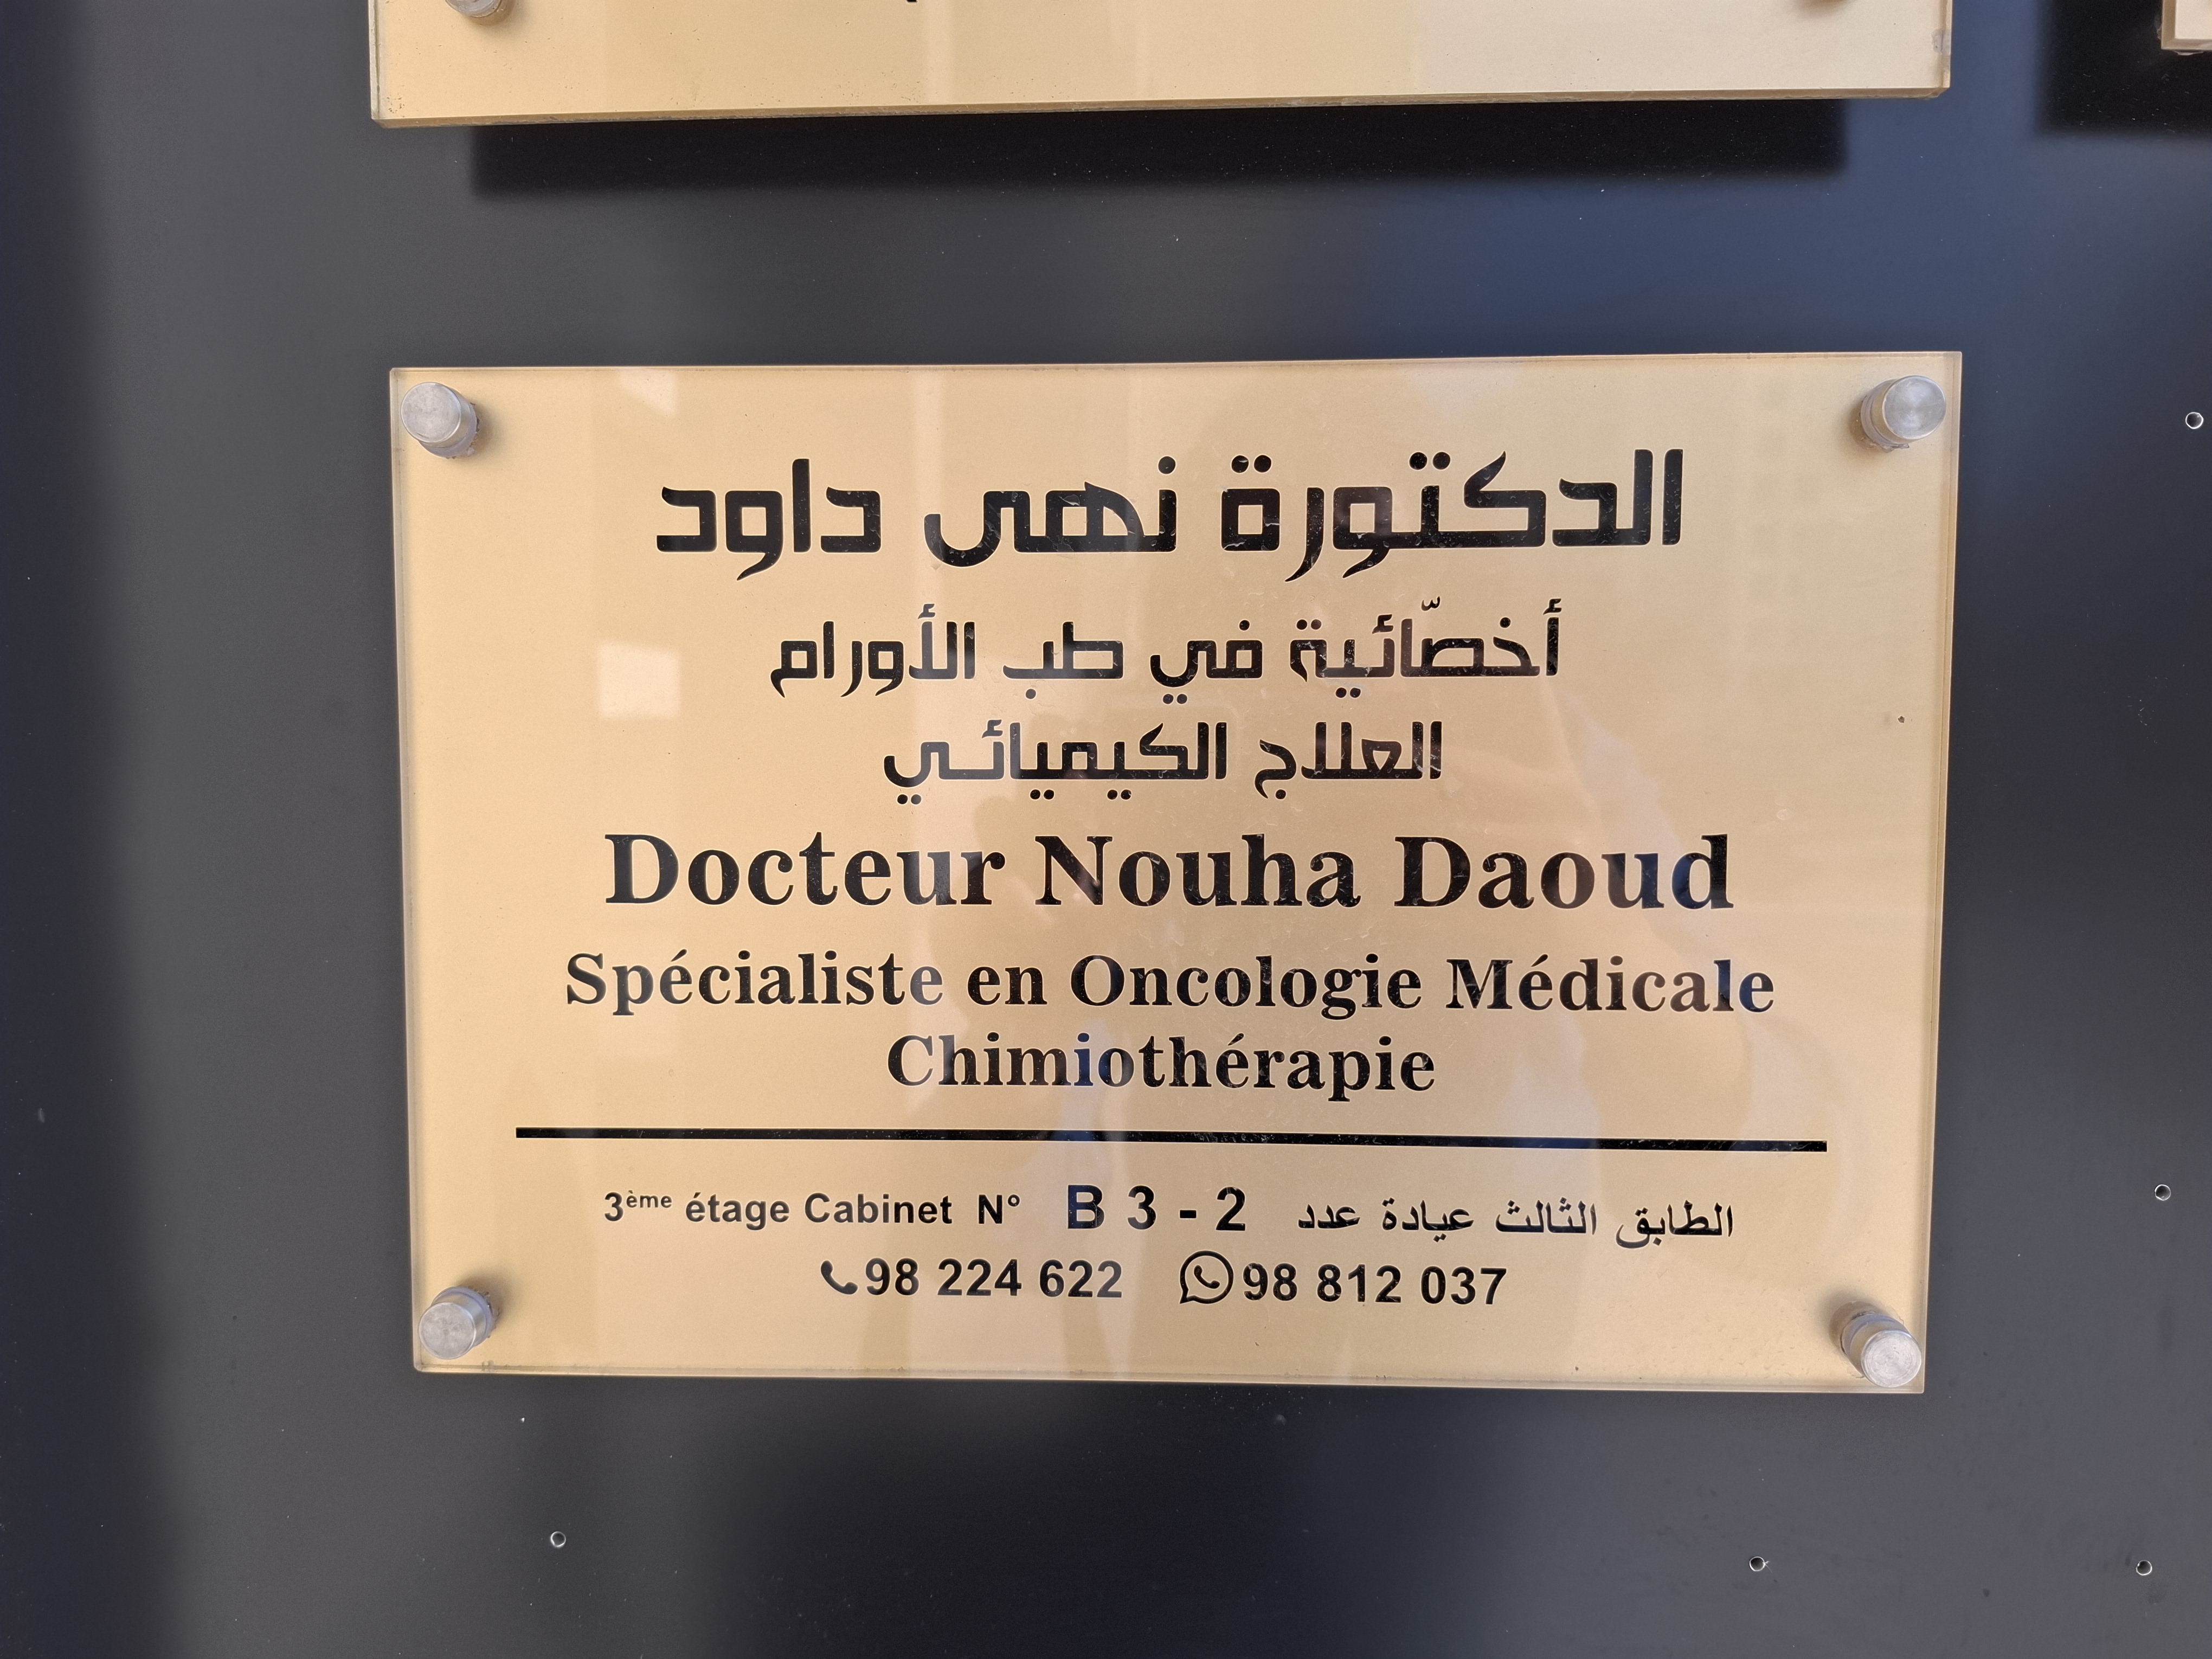 الدكتورة نهى داود
أخصّائية في طب الأورام
العلاج الكيميائي
Docteur Nouha Daoud
Spécialiste en Oncologie Médicale
Chimiothérapie
3ème étage Cabinet N° B 3 - 2 الطابق الثالث عيادة عدد
98 224 622 98 812 037